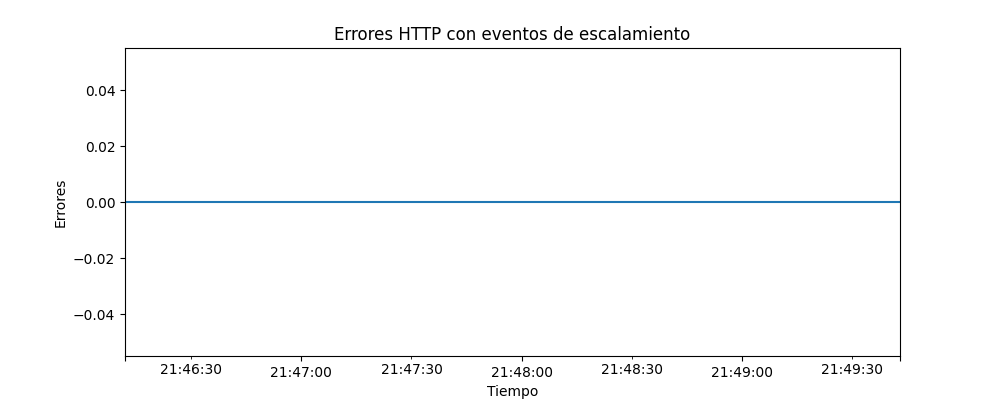 Errores HTTP con eventos de escalamiento
Errores
0.04
0.02
0.00
−0.02
−0.04
21:46:30 21:47:00 21:47:30 21:48:00 21:48:30 21:49:00 21:49:30
Tiempo